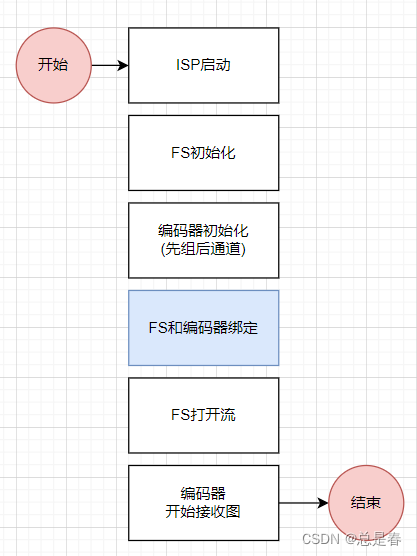 开始
ISP启动
FS初始化
编码器初始化
(先组后通道)
FS和编码器绑定
FS打开流
编码器
开始接收图
结束
CSDN @总是春